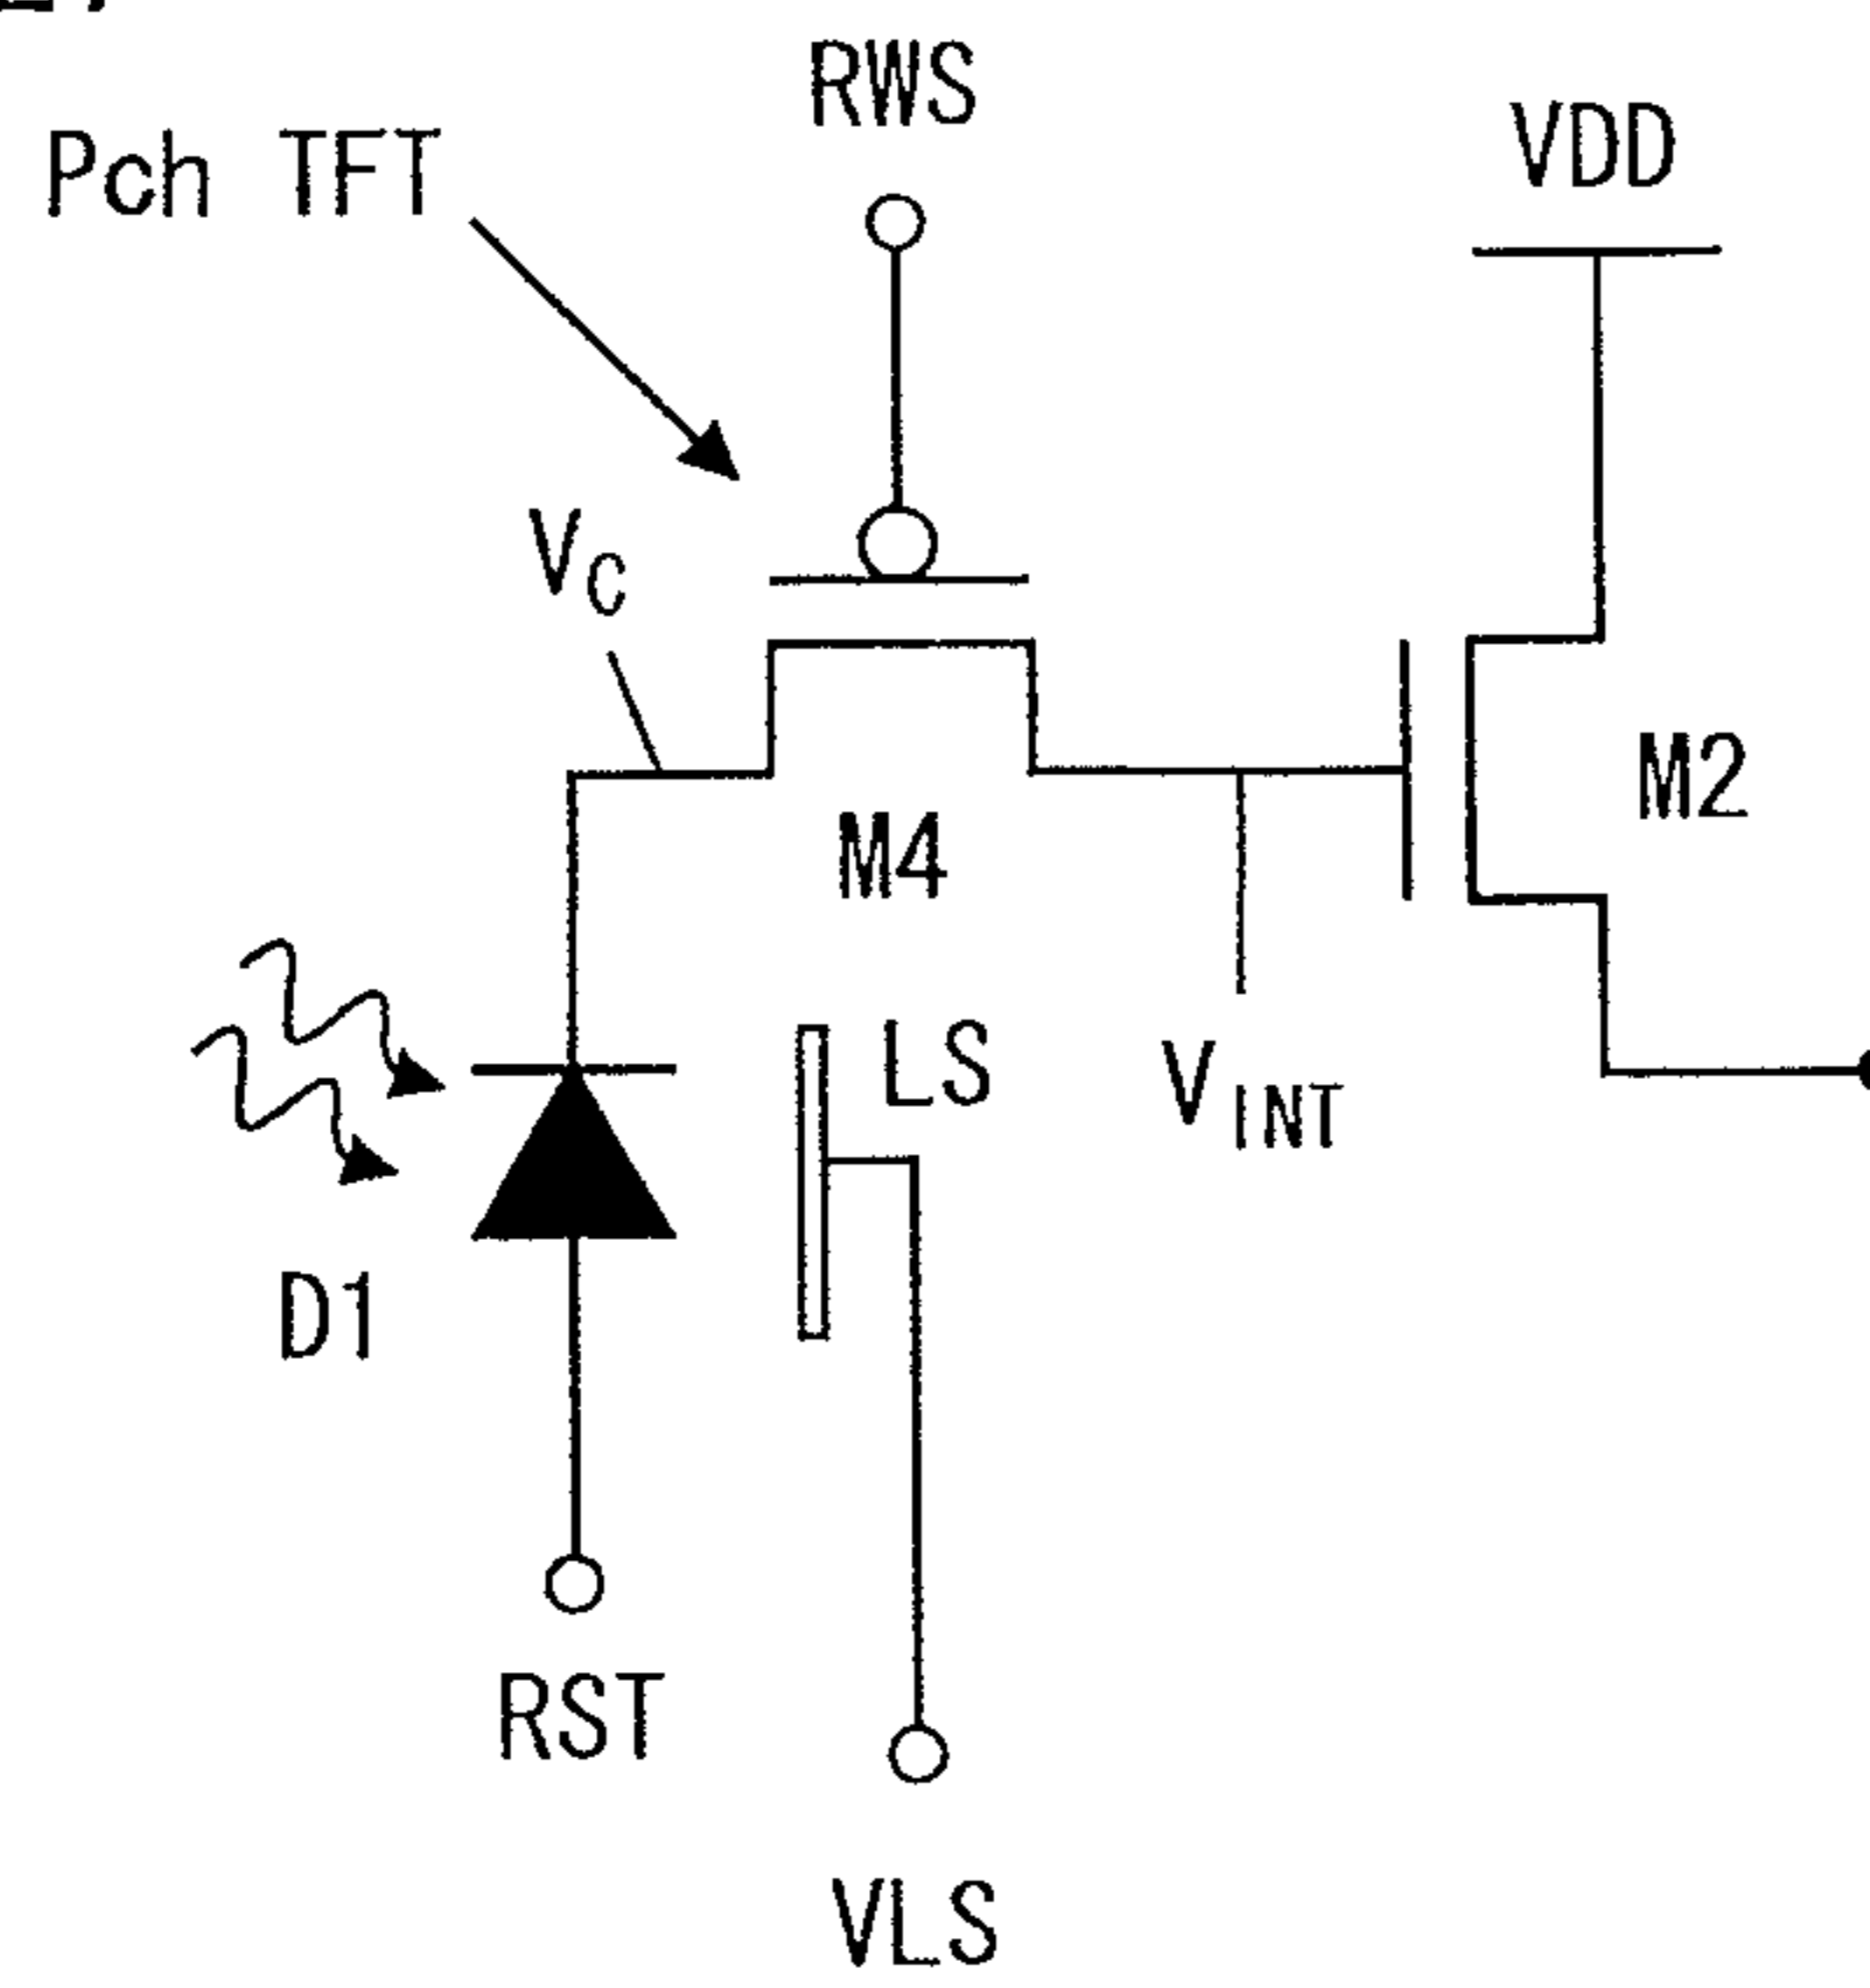 RWS
VDD
Pch TFT
VC
M2
M4
LS
VINT
D1
RST
VLS